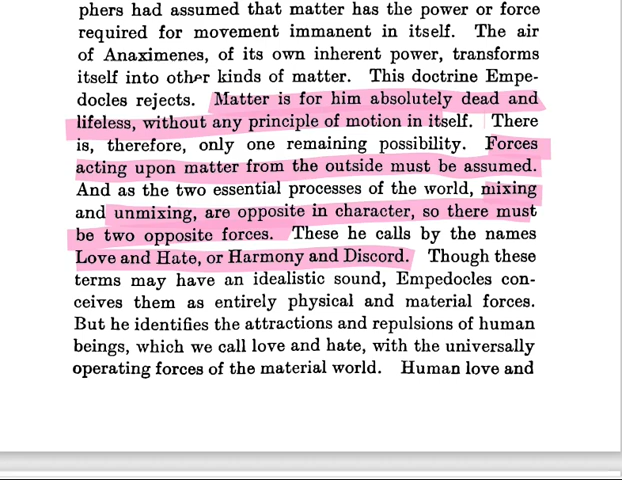 phers had assumed that matter has the power or force
required for movement immanent in itself. The air
of Anaximenes, of its own inherent power, transforms
itself into other kinds of matter. This doctrine Empe-
docles rejects. Matter is for him absolutely dead and
lifeless, without any principle of motion in itself. There
is, therefore, only one remaining possibility. Forces
acting upon matter from the outside must be assumed.
And as the two essential processes of the world, mixing
and unmixing, are opposite in character, so there must
be two opposite forces. These he calls by the names
Love and Hate, or Harmony and Discord. Though these
terms may have an idealistic sound, Empedocles con-
ceives them as entirely physical and material forces.
But he identifies the attractions and repulsions of human
beings, which we call love and hate, with the universally
operating forces of the material world. Human love and